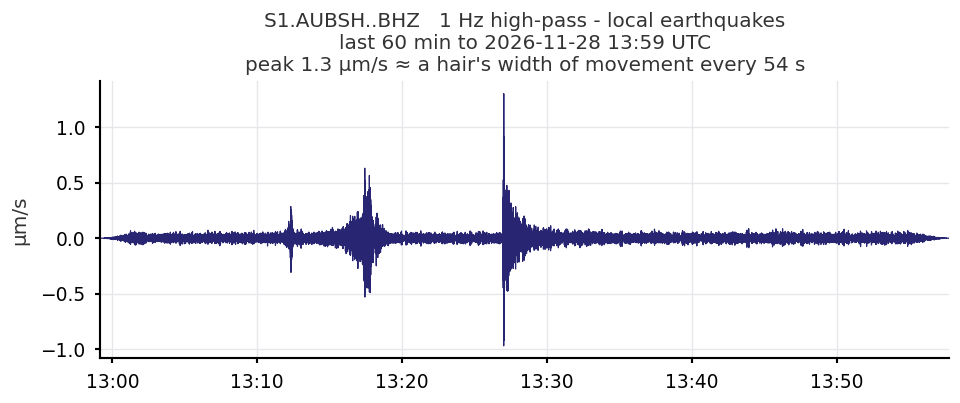 S1.AUBSH..BHZ   1 Hz high-pass - local earthquakes
last 60 min to 2026-11-28 13:59 UTC
peak 1.3 µm/s ≈ a hair's width of movement every 54 s
µm/s
1.0
0.5
0.0
−0.5
−1.0
13:00 13:10 13:20 13:30 13:40 13:50